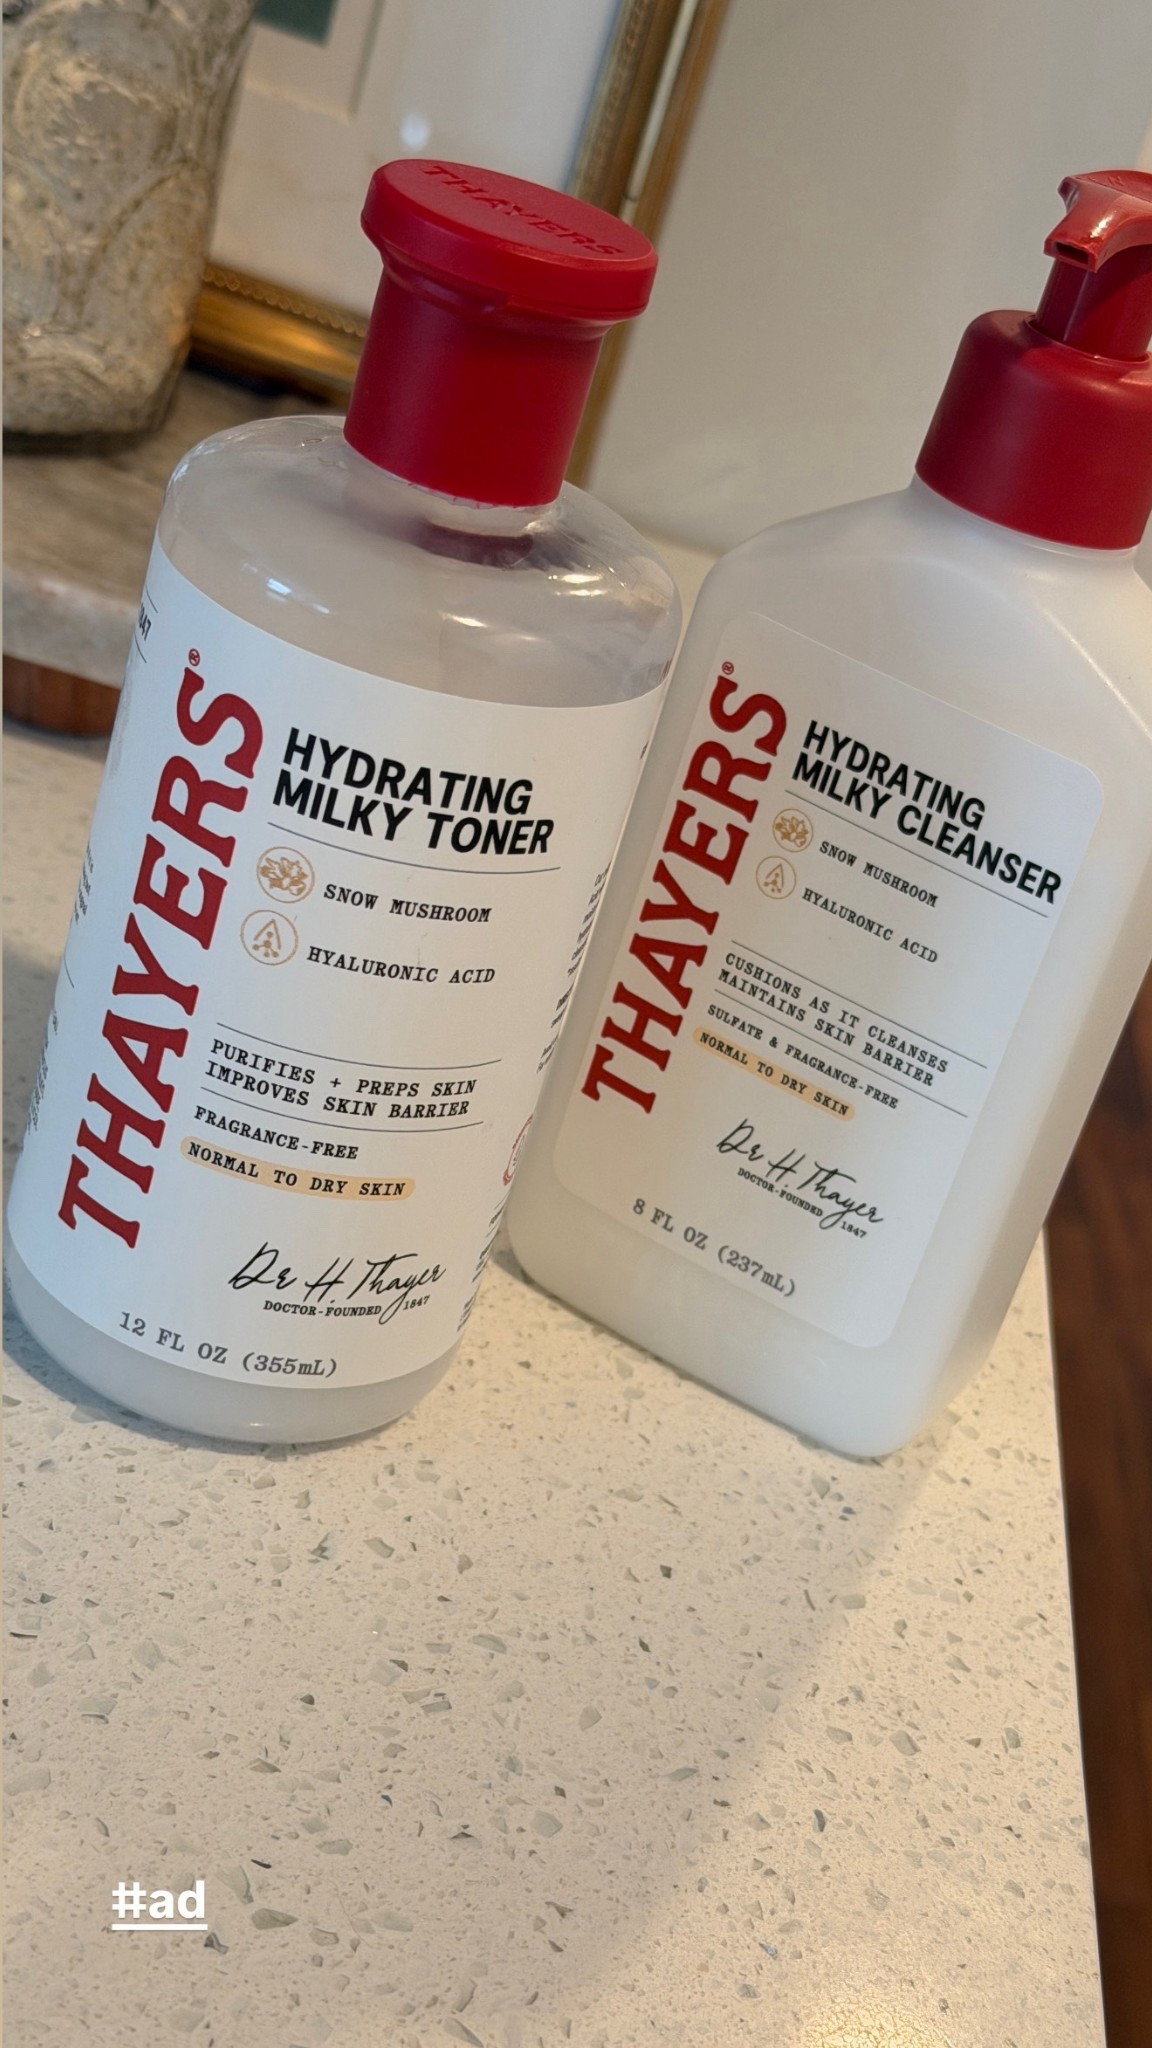 THAYERS
1847
THAYERS®
HYDRATING
MILKY TONER
SNOW MUSHROOM
HYALURONIC ACID
PURIFIES + PREPS SKIN
IMPROVES SKIN BARRIER
FRAGRANCE-FREE
NORMAL TO DRY SKIN
Dr H. Thayer
DOCTOR-FOUNDED 1847
12 FL OZ (355mL)
THAYERS®
HYDRATING
MILKY CLEANSER
SNOW MUSHROOM
HYALURONIC ACID
CUSHIONS AS IT CLEANSES
MAINTAINS SKIN BARRIER
SULFATE & FRAGRANCE-FREE
NORMAL TO DRY SKIN
Dr H. Thayer
DOCTOR-FOUNDED 1847
8 FL OZ (237mL)
#ad